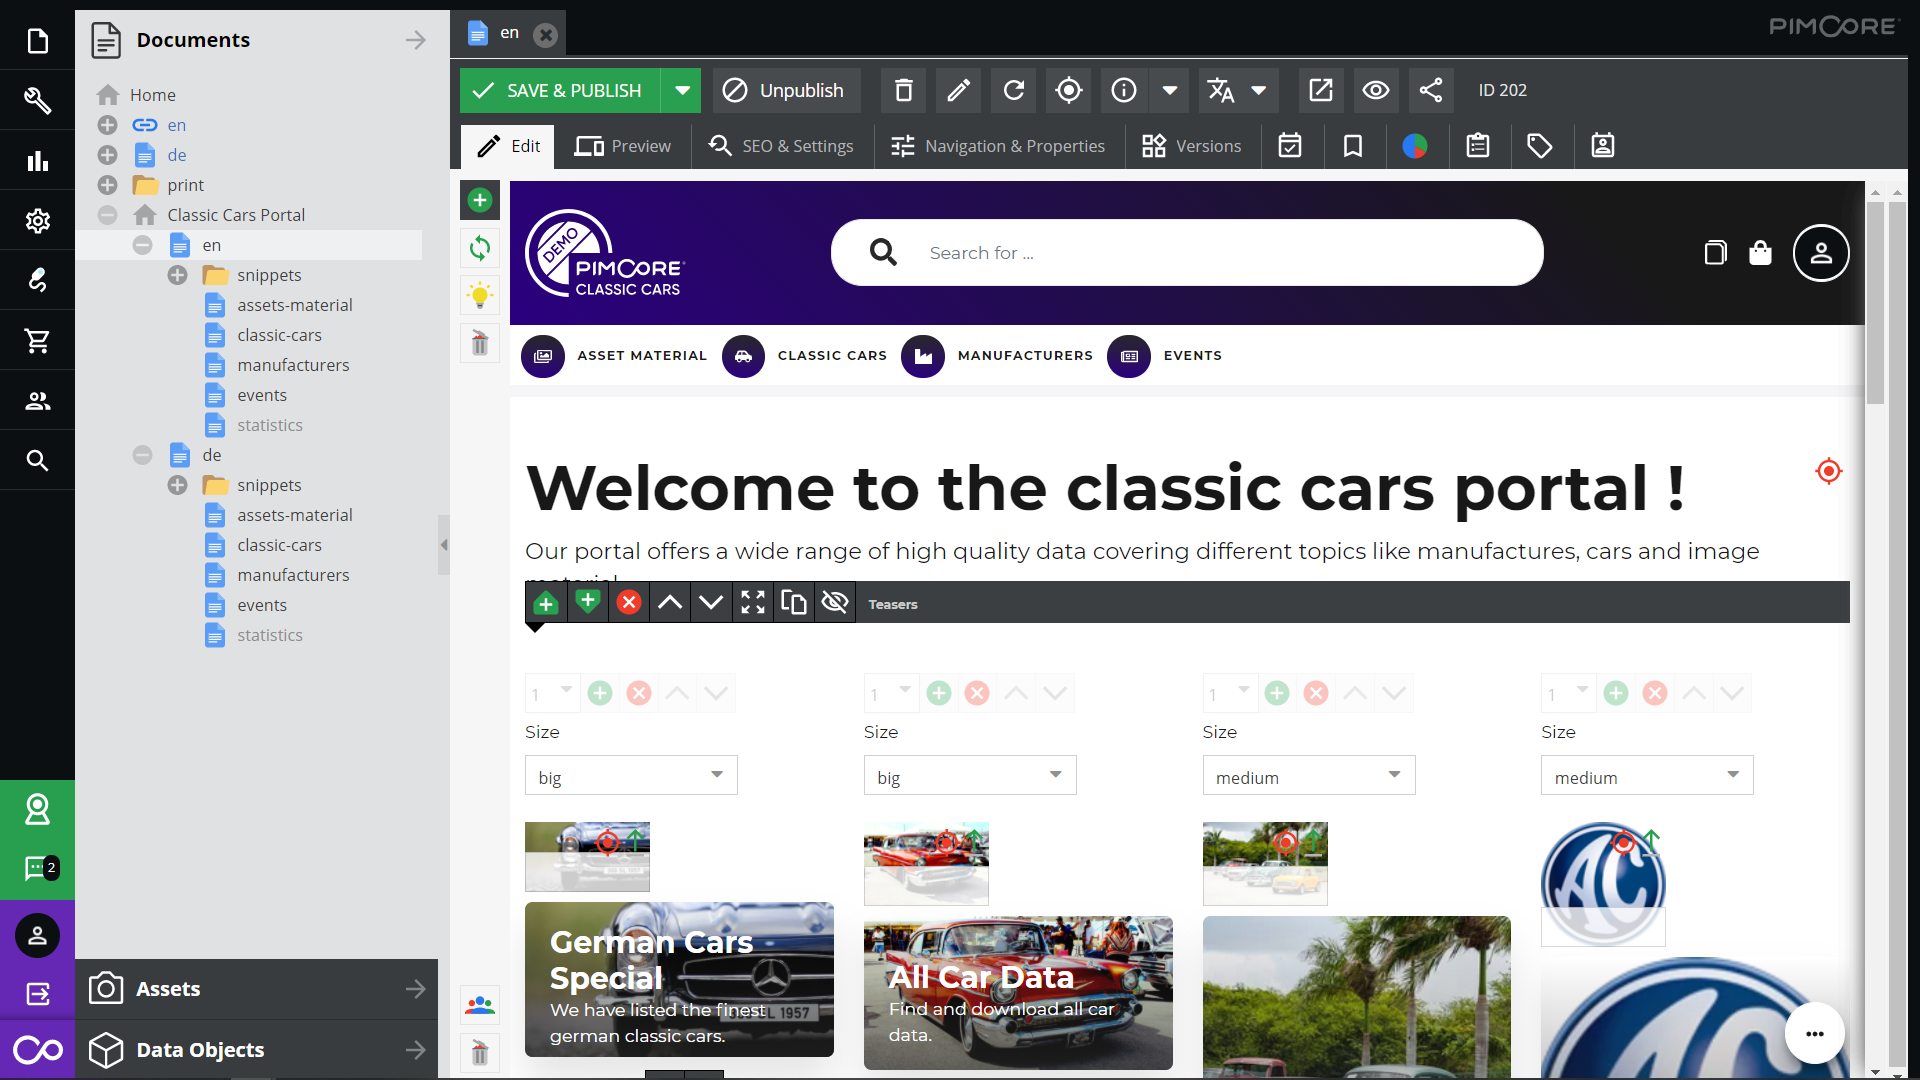 Documents
Home
en
de
print
Classic Cars Portal
en
snippets
assets-material
classic-cars
manufacturers
events
statistics
de
snippets
assets-material
classic-cars
manufacturers
events
statistics
2
Assets
Data Objects
en
PIMCORE
SAVE & PUBLISH
Unpublish
ID 202
Edit
Preview
SEO & Settings
Navigation & Properties
Versions
DEMO
PIMCORE
CLASSIC CARS
Search for ...
ASSET MATERIAL
CLASSIC CARS
MANUFACTURERS
EVENTS
Welcome to the classic cars portal !
Our portal offers a wide range of high quality data covering different topics like manufactures, cars and image
Teasers
1
1
1
1
Size
Size
Size
Size
big
big
medium
medium
German Cars
Special
We have listed the finest
german classic cars.
1957
All Car Data
Find and download all car
data.
AC